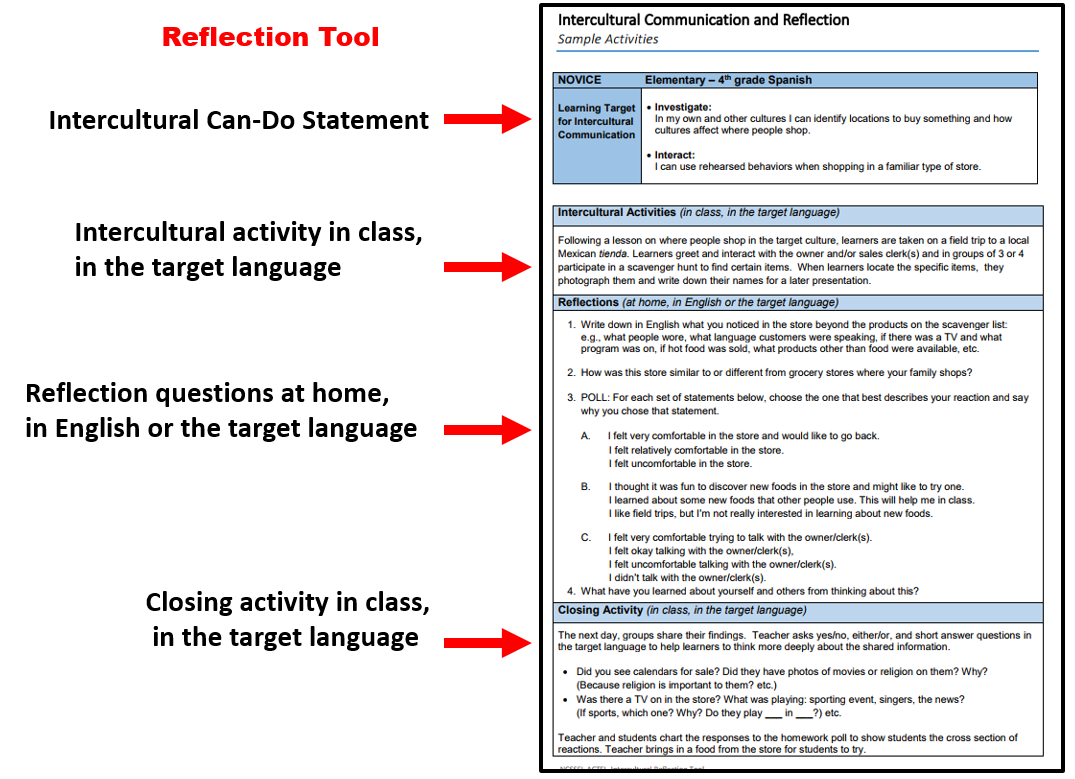 Reflection Tool
Intercultural Can-Do Statement
Intercultural activity in class,
in the target language
Reflection questions at home,
in English or the target language
Closing activity in class,
in the target language
Intercultural Communication and Reflection
Sample Activities
NOVICE Elementary – 4th grade Spanish
Learning Target
for Intercultural
Communication
• Investigate:
In my own and other cultures I can identify locations to buy something and how
cultures affect where people shop.
• Interact:
I can use rehearsed behaviors when shopping in a familiar type of store.
Intercultural Activities (in class, in the target language)
Following a lesson on where people shop in the target culture, learners are taken on a field trip to a local
Mexican tienda. Learners greet and interact with the owner and/or sales clerk(s) and in groups of 3 or 4
participate in a scavenger hunt to find certain items. When learners locate the specific items, they
photograph them and write down their names for a later presentation.
Reflections (at home, in English or the target language)
1. Write down in English what you noticed in the store beyond the products on the scavenger list:
e.g., what people wore, what language customers were speaking, if there was a TV and what
program was on, if hot food was sold, what products other than food were available, etc.
2. How was this store similar to or different from grocery stores where your family shops?
3. POLL: For each set of statements below, choose the one that best describes your reaction and say
why you chose that statement.
A. I felt very comfortable in the store and would like to go back.
I felt relatively comfortable in the store.
I felt uncomfortable in the store.
B. I thought it was fun to discover new foods in the store and might like to try one.
I learned about some new foods that other people use. This will help me in class.
I like field trips, but I'm not really interested in learning about new foods.
C. I felt very comfortable trying to talk with the owner/clerk(s).
I felt okay talking with the owner/clerk(s),
I felt uncomfortable talking with the owner/clerk(s).
I didn't talk with the owner/clerk(s).
4. What have you learned about yourself and others from thinking about this?
Closing Activity (in class, in the target language)
The next day, groups share their findings. Teacher asks yes/no, either/or, and short answer questions in
the target language to help learners to think more deeply about the shared information.
• Did you see calendars for sale? Did they have photos of movies or religion on them? Why?
(Because religion is important to them? etc.)
• Was there a TV on in the store? What was playing: sporting event, singers, the news?
(If sports, which one? Why? Do they play ___ in ___?) etc.
Teacher and students chart the responses to the homework poll to show students the cross section of
reactions. Teacher brings in a food from the store for students to try.